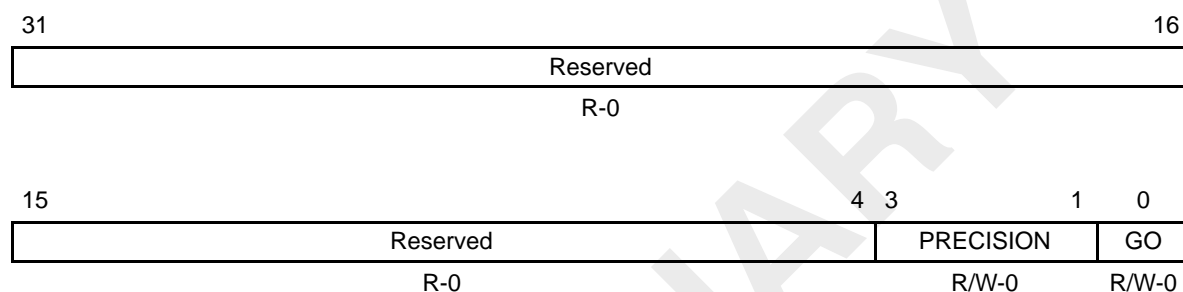 31 16
Reserved
R-0
15 4 3 1 0
Reserved PRECISION GO
R-0 R/W-0 R/W-0